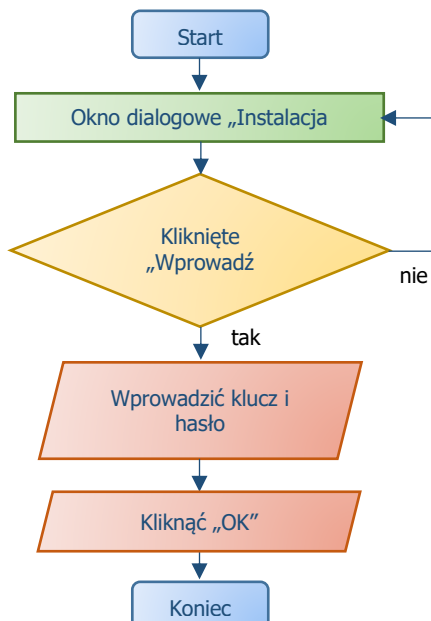 Start
Okno dialogowe „Instalacja
Kliknięte
„Wprowadź
nie
tak
Wprowadzić klucz i
hasło
Kliknąć „OK”
Koniec